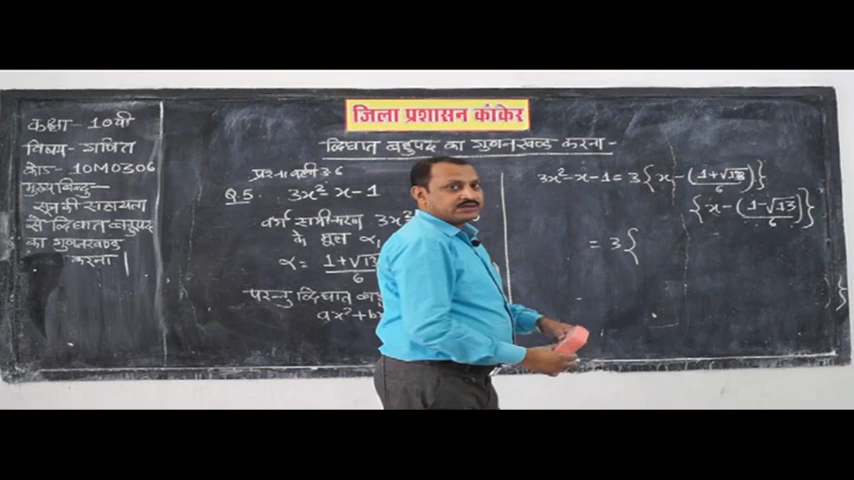 जिला प्रशासन कांकेर
द्विघात बहुपद का गुणनखण्ड करना -
कक्षा - 10वी
विषय - गणित
कोड - 10M0306
मुख्य बिन्दु -
सूत्र की सहायता
से द्विघात बहुपद
का गुणनखण्ड
करना
प्रश्नावली 3.6
Q.5. 3x² - x - 1
वर्ग समीकरण 3x²
के मूल α,
α = (1+√13)/6
परन्तु द्विघात
ax² + b
3x² - x - 1 = 3{x - ((1+√13)/6)}
{x - ((1-√13)/6)}
= 3{
}